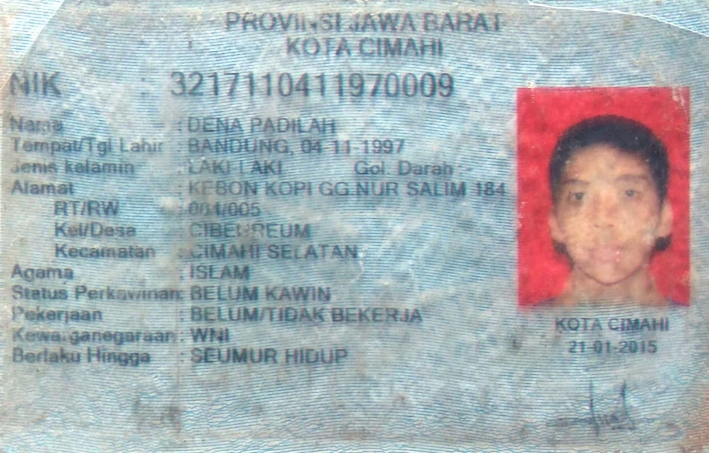 PROVINSI JAWA BARAT
KOTA CIMAHI
NIK : 3217110411970009
Nama : DENA PADILAH
Tempat/Tgl Lahir : BANDUNG, 04-11-1997
Jenis kelamin : LAKI-LAKI Gol. Darah :-
Alamat : KEBON KOPI GG.NUR SALIM 184
RT/RW : 004/005
Kel/Desa : CIBEUREUM
Kecamatan : CIMAHI SELATAN
Agama : ISLAM
Status Perkawinan: BELUM KAWIN
Pekerjaan : BELUM/TIDAK BEKERJA
Kewarganegaraan: WNI
Berlaku Hingga : SEUMUR HIDUP
KOTA CIMAHI
21-01-2015